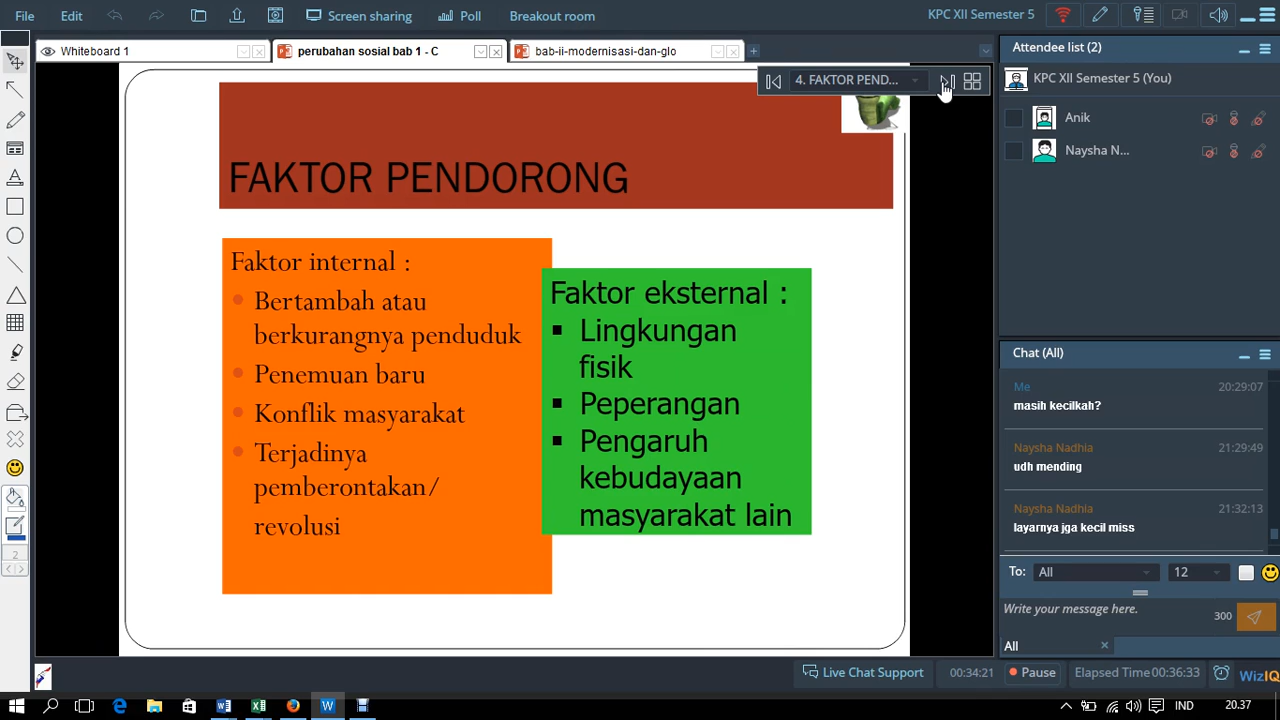 File Edit Screen sharing Poll Breakout room KPC XII Semester 5
Whiteboard 1
perubahan sosial bab 1 - C
bab-ii-modernisasi-dan-glo
4. FAKTOR PEND...
FAKTOR PENDORONG
Faktor internal :
Bertambah atau
berkurangnya penduduk
Penemuan baru
Konflik masyarakat
Terjadinya
pemberontakan/
revolusi
Faktor eksternal :
Lingkungan
fisik
Peperangan
Pengaruh
kebudayaan
masyarakat lain
Attendee list (2)
KPC XII Semester 5 (You)
Anik
Naysha N...
Chat (All)
Me 20:29:07
masih kecilkah?
Naysha Nadhla 21:29:49
udh mending
Naysha Nadhla 21:32:13
layarnya jga kecil miss
To: All 12
Write your message here. 300
All
2
Live Chat Support 00:34:21 Pause Elapsed Time 00:36:33 WizIQ
IND 20.37